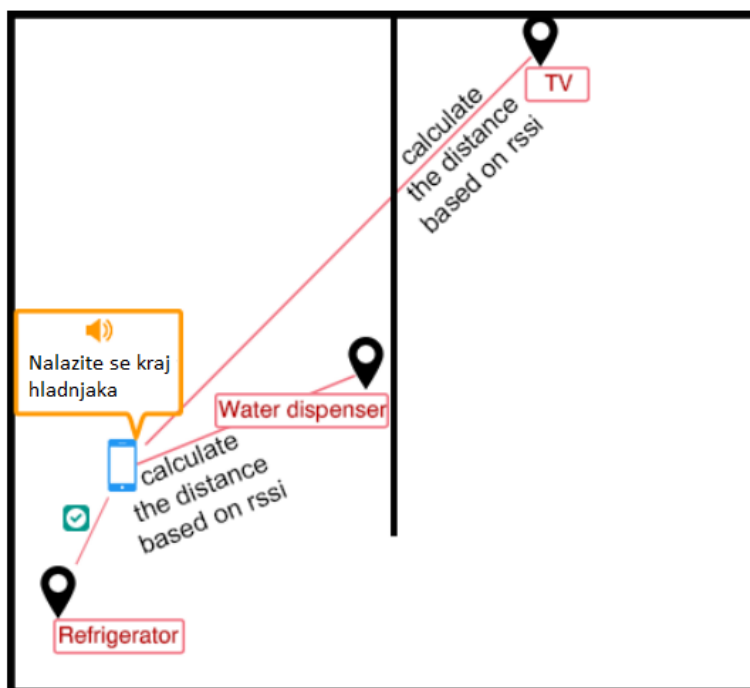 TV
calculate
the distance
based on rssi
Nalazite se kraj
hladnjaka
Water dispenser
calculate
the distance
based on rssi
Refrigerator